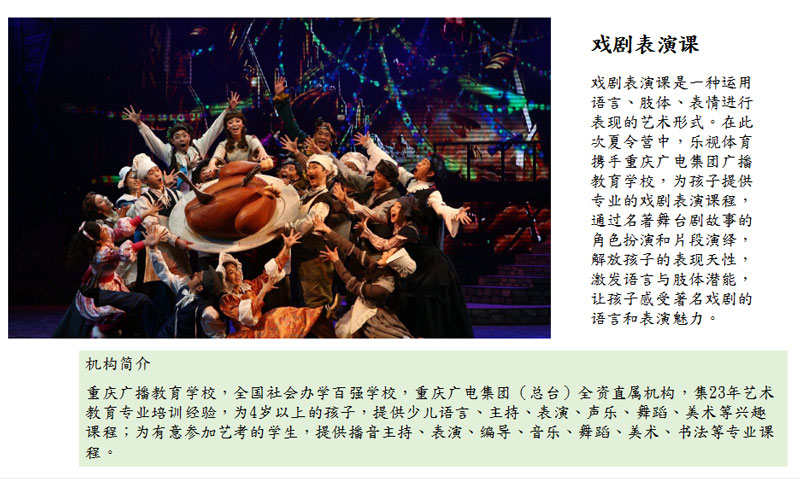 戏剧表演课
戏剧表演课是一种运用
语言、肢体、表情进行
表现的艺术形式。在此
次夏令营中，乐视体育
携手重庆广电集团广播
教育学校，为孩子提供
专业的戏剧表演课程，
通过名著舞台剧故事的
角色扮演和片段演绎，
解放孩子的表现天性，
激发语言与肢体潜能，
让孩子感受著名戏剧的
语言和表演魅力。
机构简介
重庆广播教育学校，全国社会办学百强学校，重庆广电集团（总台）全资直属机构，集23年艺术
教育专业培训经验，为4岁以上的孩子，提供少儿语言、主持、表演、声乐、舞蹈、美术等兴趣
课程；为有意参加艺考的学生，提供播音主持、表演、编导、音乐、舞蹈、美术、书法等专业课
程。